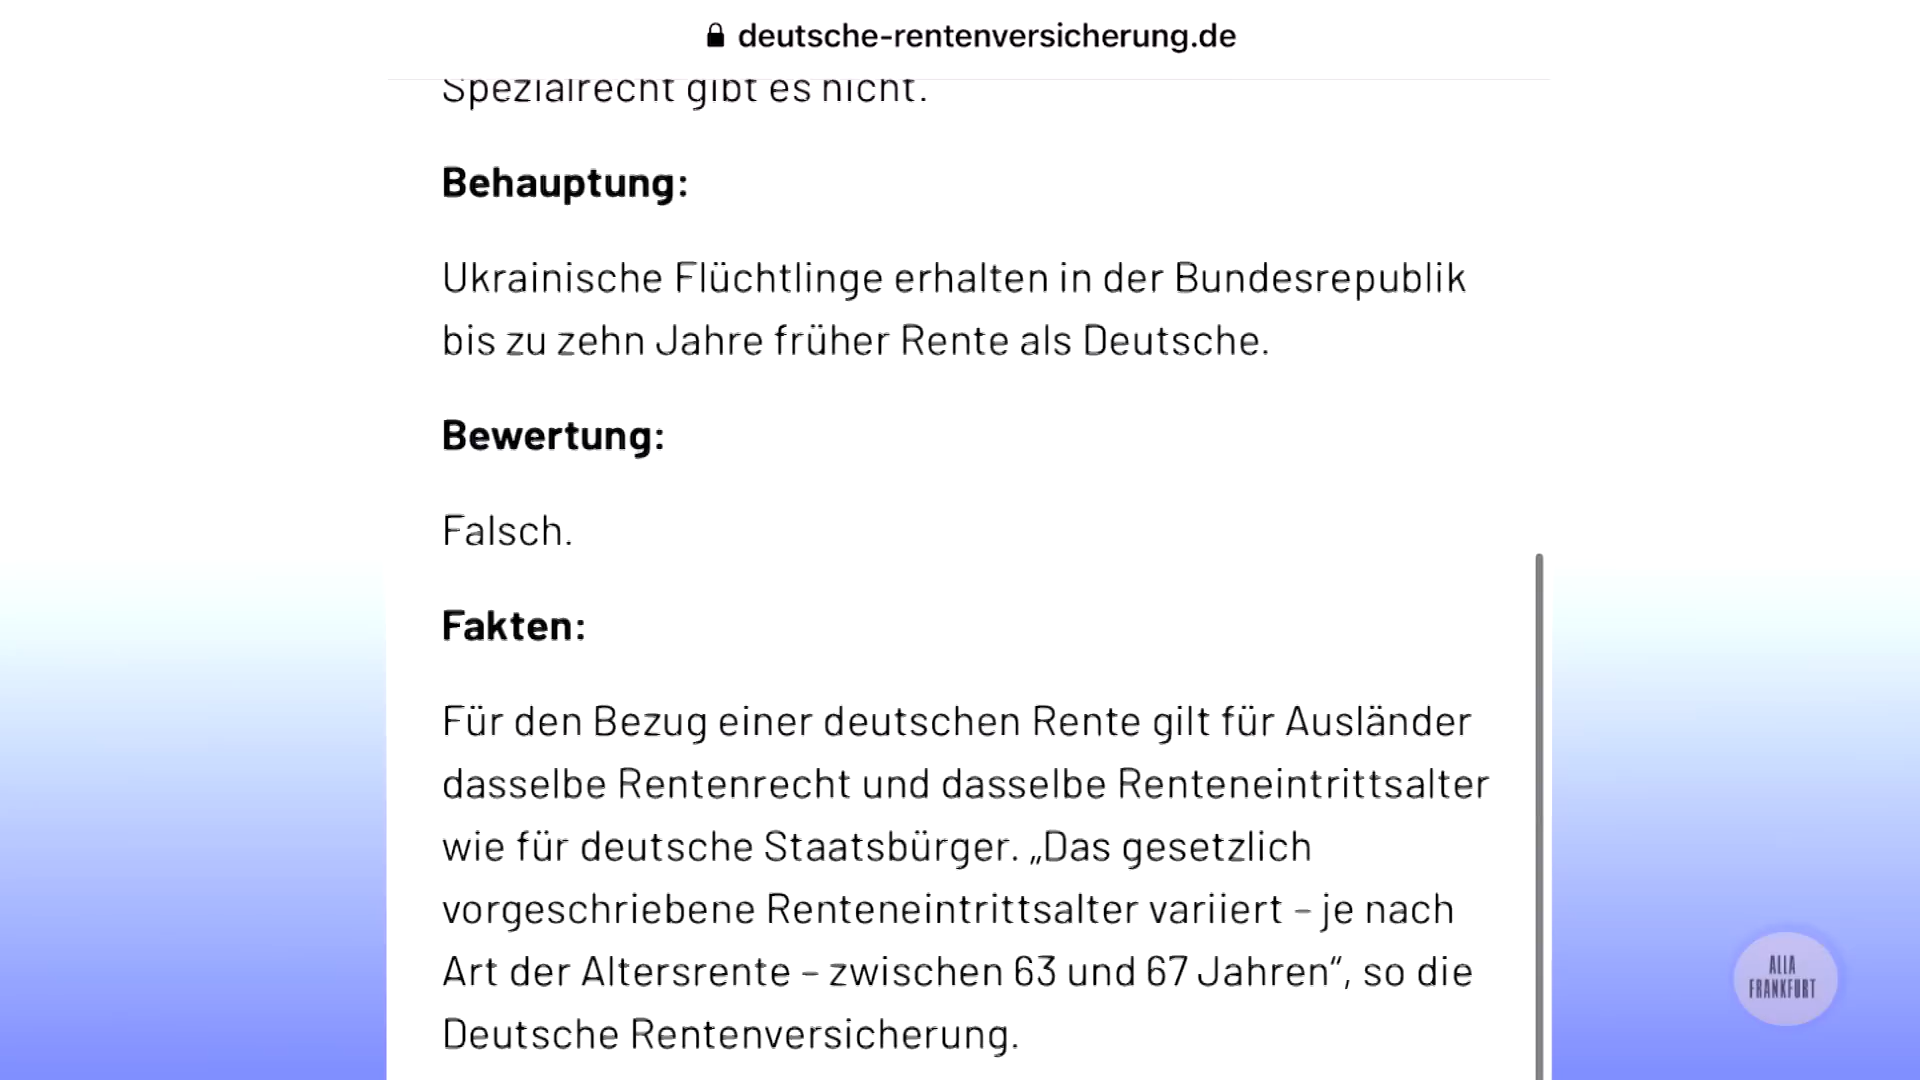 deutsche-rentenversicherung.de
Spezialrecht gibt es nicht.
Behauptung:
Ukrainische Flüchtlinge erhalten in der Bundesrepublik
bis zu zehn Jahre früher Rente als Deutsche.
Bewertung:
Falsch.
Fakten:
Für den Bezug einer deutschen Rente gilt für Ausländer
dasselbe Rentenrecht und dasselbe Renteneintrittsalter
wie für deutsche Staatsbürger. „Das gesetzlich
vorgeschriebene Renteneintrittsalter variiert – je nach
Art der Altersrente – zwischen 63 und 67 Jahren“, so die
Deutsche Rentenversicherung.
ALLA
FRANKFURT